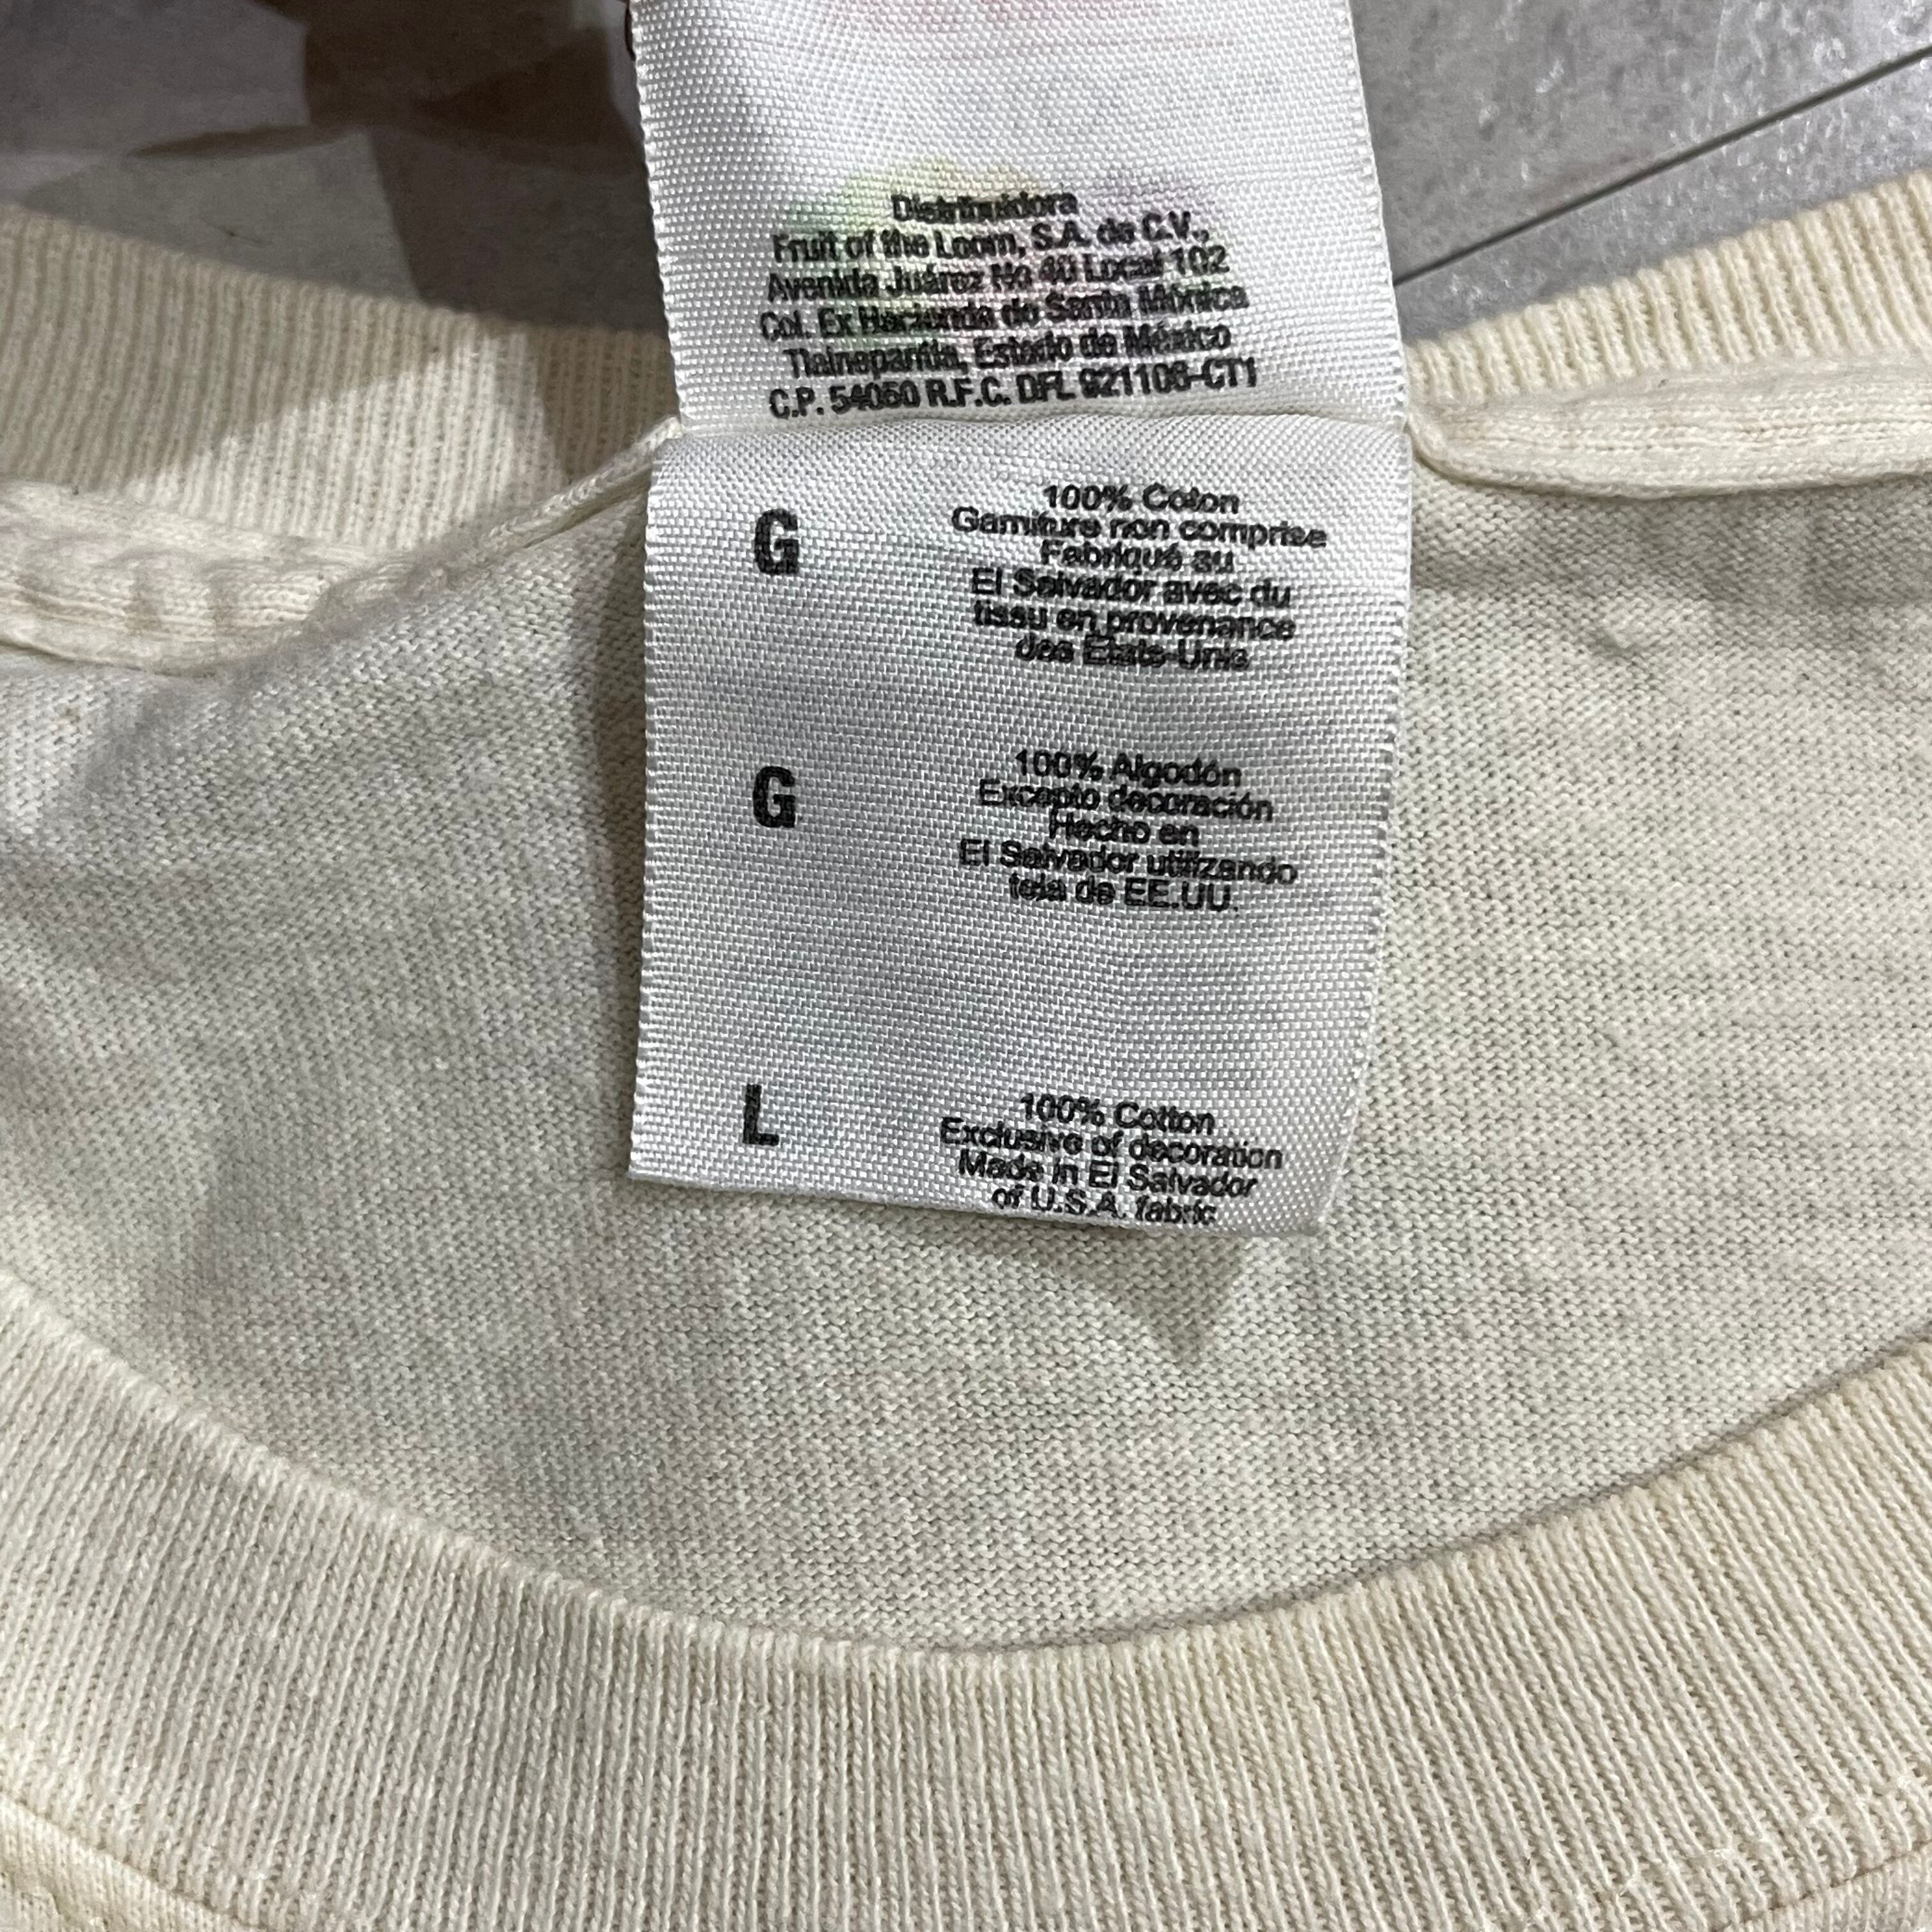 Distribuidora
Fruit of the Loom, S.A. de C.V.,
Avenida Juárez No 40 Local 102
Col. Ex Hacienda de Santa Mónica
Tlalnepantla, Estado de México
C.P. 54050 R.F.C. DFL 921106-CT1
G
100% Coton
Garniture non comprise
Fabriqué au
El Salvador avec du
tissu en provenance
des États-Unis
G
100% Algodón
Excepto decoración
Hecho en
El Salvador utilizando
tela de EE.UU.
L
100% Cotton
Exclusive of decoration
Made in El Salvador
of U.S.A. fabric